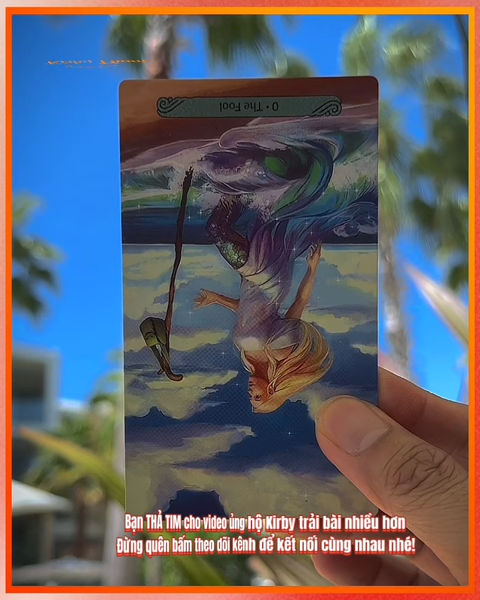 0 • The Fool
Bạn THẢ TIM cho video ủng hộ Kirby trải bài nhiều hơn
Đừng quên bấm theo dõi kênh để kết nối cùng nhau nhé!